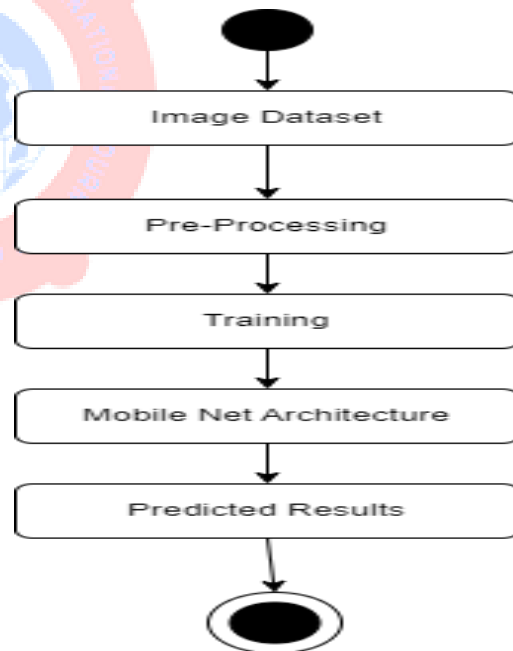 Image Dataset
Pre-Processing
Training
Mobile Net Architecture
Predicted Results